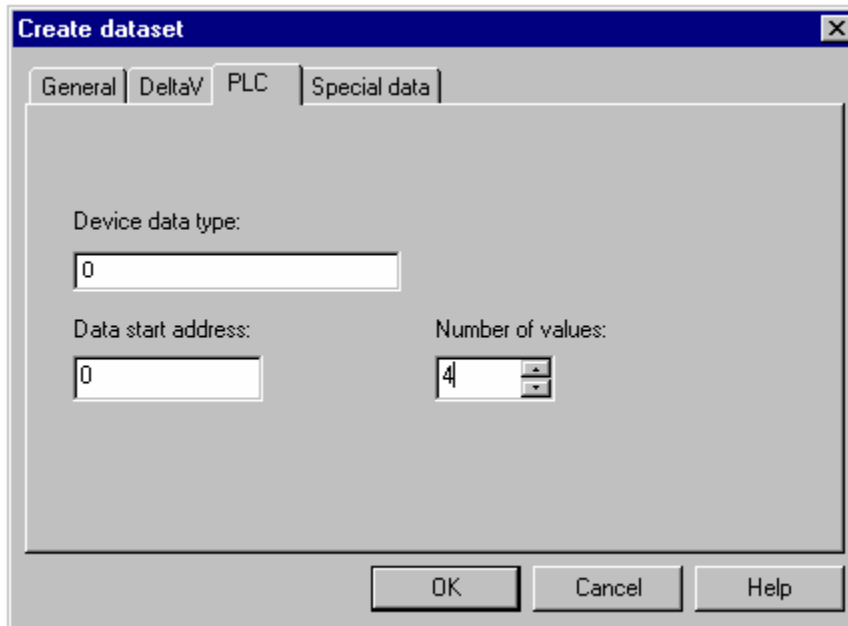 Create dataset
General DeltaV PLC Special data
Device data type:
0
Data start address: Number of values:
0 4
OK Cancel Help